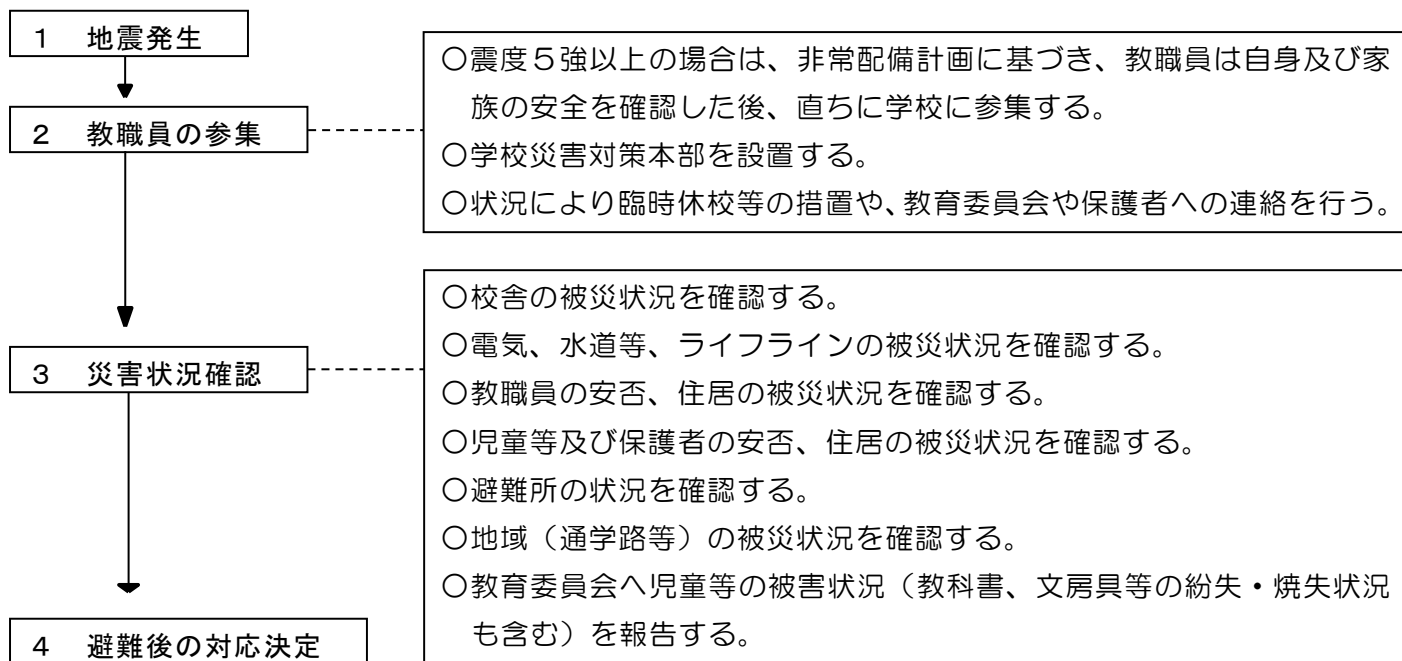 １　地震発生
２　教職員の参集
〇震度５強以上の場合は、非常配備計画に基づき、教職員は自身及び家
族の安全を確認した後、直ちに学校に参集する。
〇学校災害対策本部を設置する。
〇状況により臨時休校等の措置や、教育委員会や保護者への連絡を行う。
３　災害状況確認
〇校舎の被災状況を確認する。
〇電気、水道等、ライフラインの被災状況を確認する。
〇教職員の安否、住居の被災状況を確認する。
〇児童等及び保護者の安否、住居の被災状況を確認する。
〇避難所の状況を確認する。
〇地域（通学路等）の被災状況を確認する。
〇教育委員会へ児童等の被害状況（教科書、文房具等の紛失・焼失状況
も含む）を報告する。
４　避難後の対応決定